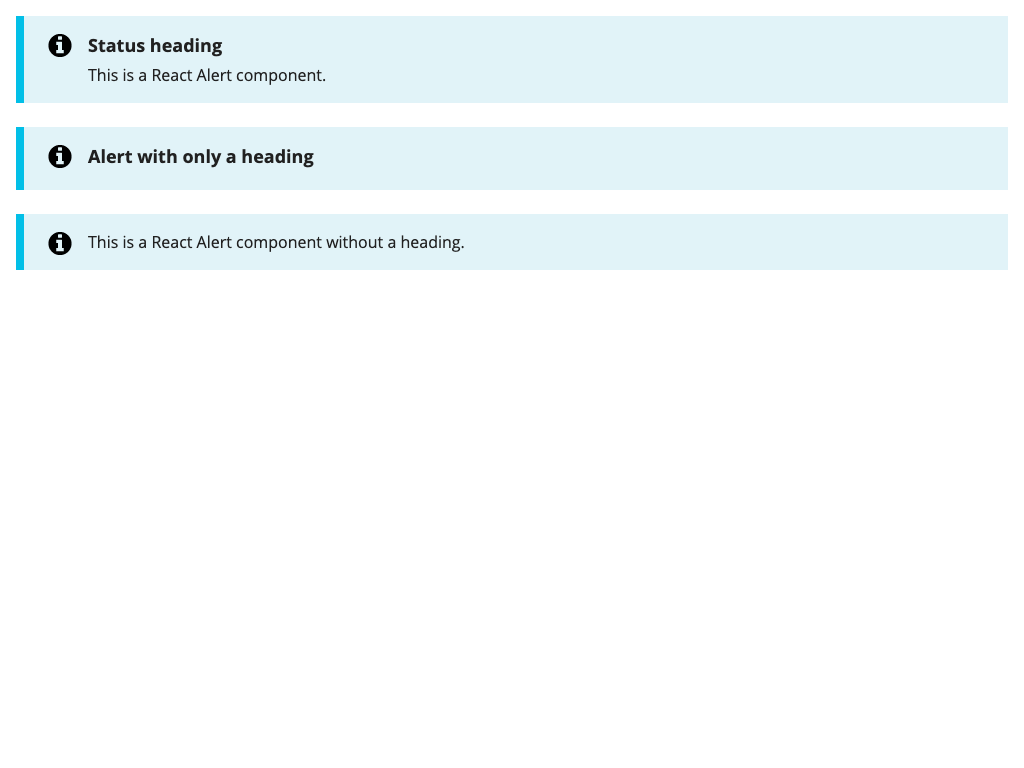 Status heading
This is a React Alert component.
Alert with only a heading
This is a React Alert component without a heading.